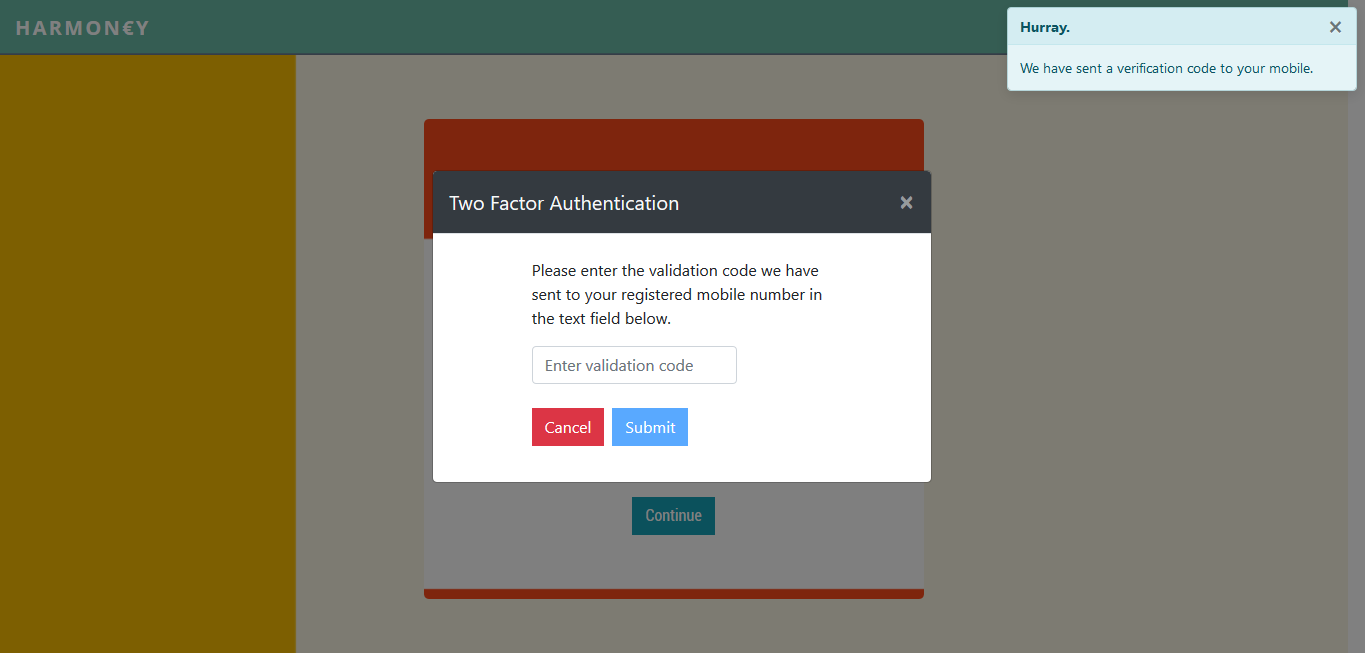 HARMON€Y
Hurray.
×
We have sent a verification code to your mobile.
Two Factor Authentication
×
Please enter the validation code we have
sent to your registered mobile number in
the text field below.
Enter validation code
Cancel Submit
Continue